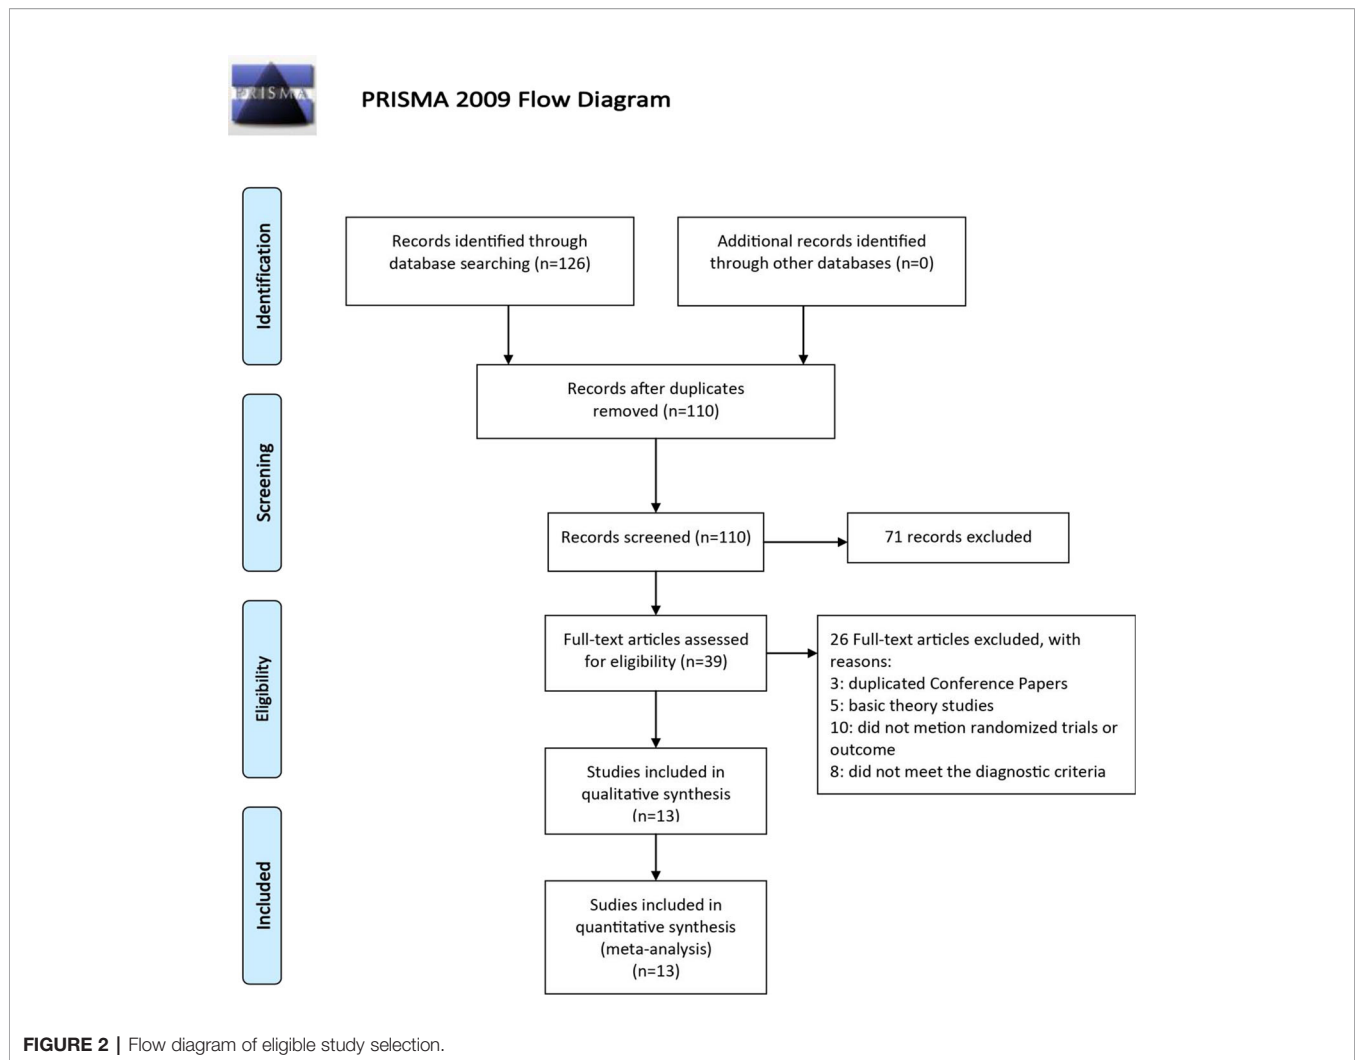 PRISMA
PRISMA 2009 Flow Diagram
Identification
Records identified through
database searching (n=126)
Additional records identified
through other databases (n=0)
Records after duplicates
removed (n=110)
Screening
Records screened (n=110)
71 records excluded
Eligibility
Full-text articles assessed
for eligibility (n=39)
26 Full-text articles excluded, with
reasons:
3: duplicated Conference Papers
5: basic theory studies
10: did not metion randomized trials or
outcome
8: did not meet the diagnostic criteria
Studies included in
qualitative synthesis
(n=13)
Included
Sudies included in
quantitative synthesis
(meta-analysis)
(n=13)
FIGURE 2 | Flow diagram of eligible study selection.